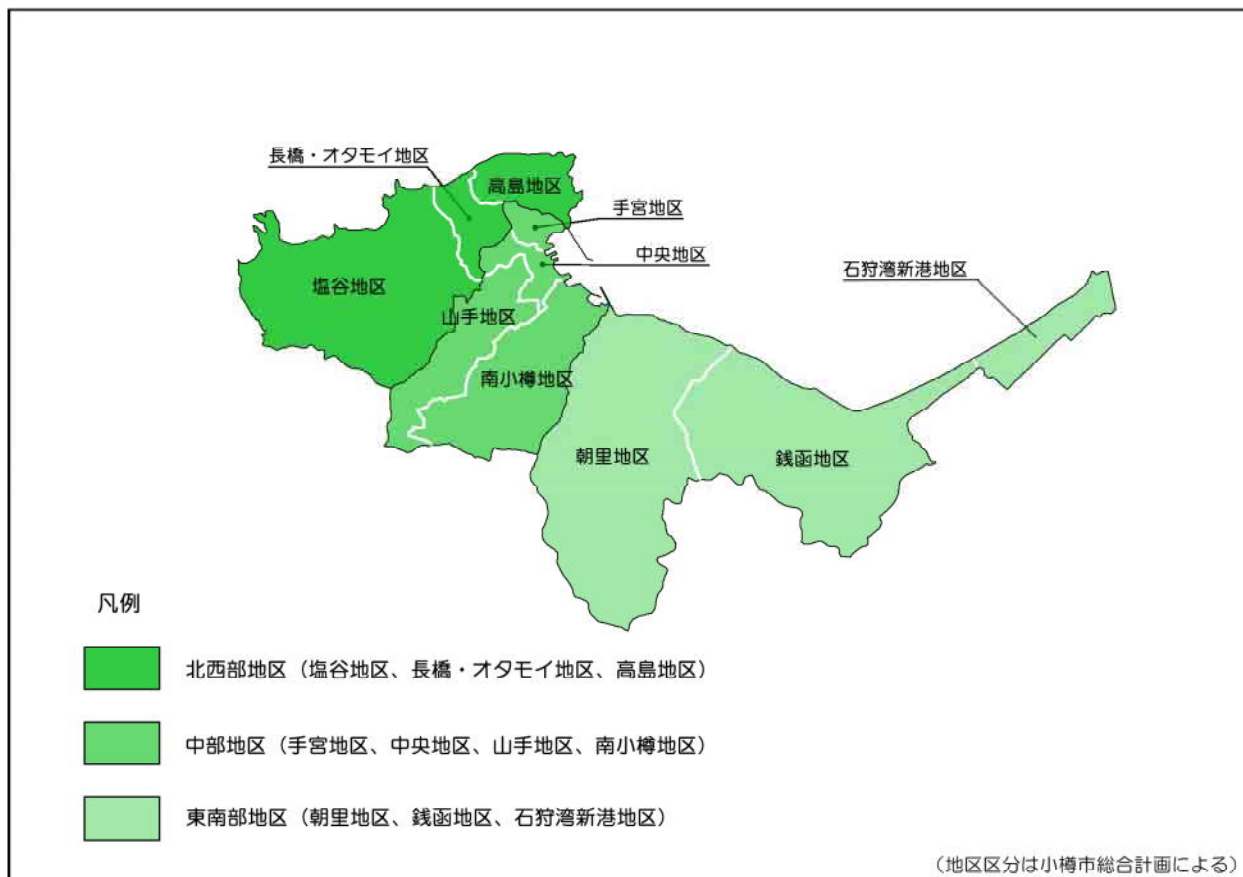 長橋・オタモイ地区
高島地区
手宮地区
中央地区
石狩湾新港地区
塩谷地区
山手地区
南小樽地区
朝里地区
銭函地区
凡例
北西部地区（塩谷地区、長橋・オタモイ地区、高島地区）
中部地区（手宮地区、中央地区、山手地区、南小樽地区）
東南部地区（朝里地区、銭函地区、石狩湾新港地区）
（地区区分は小樽市総合計画による）